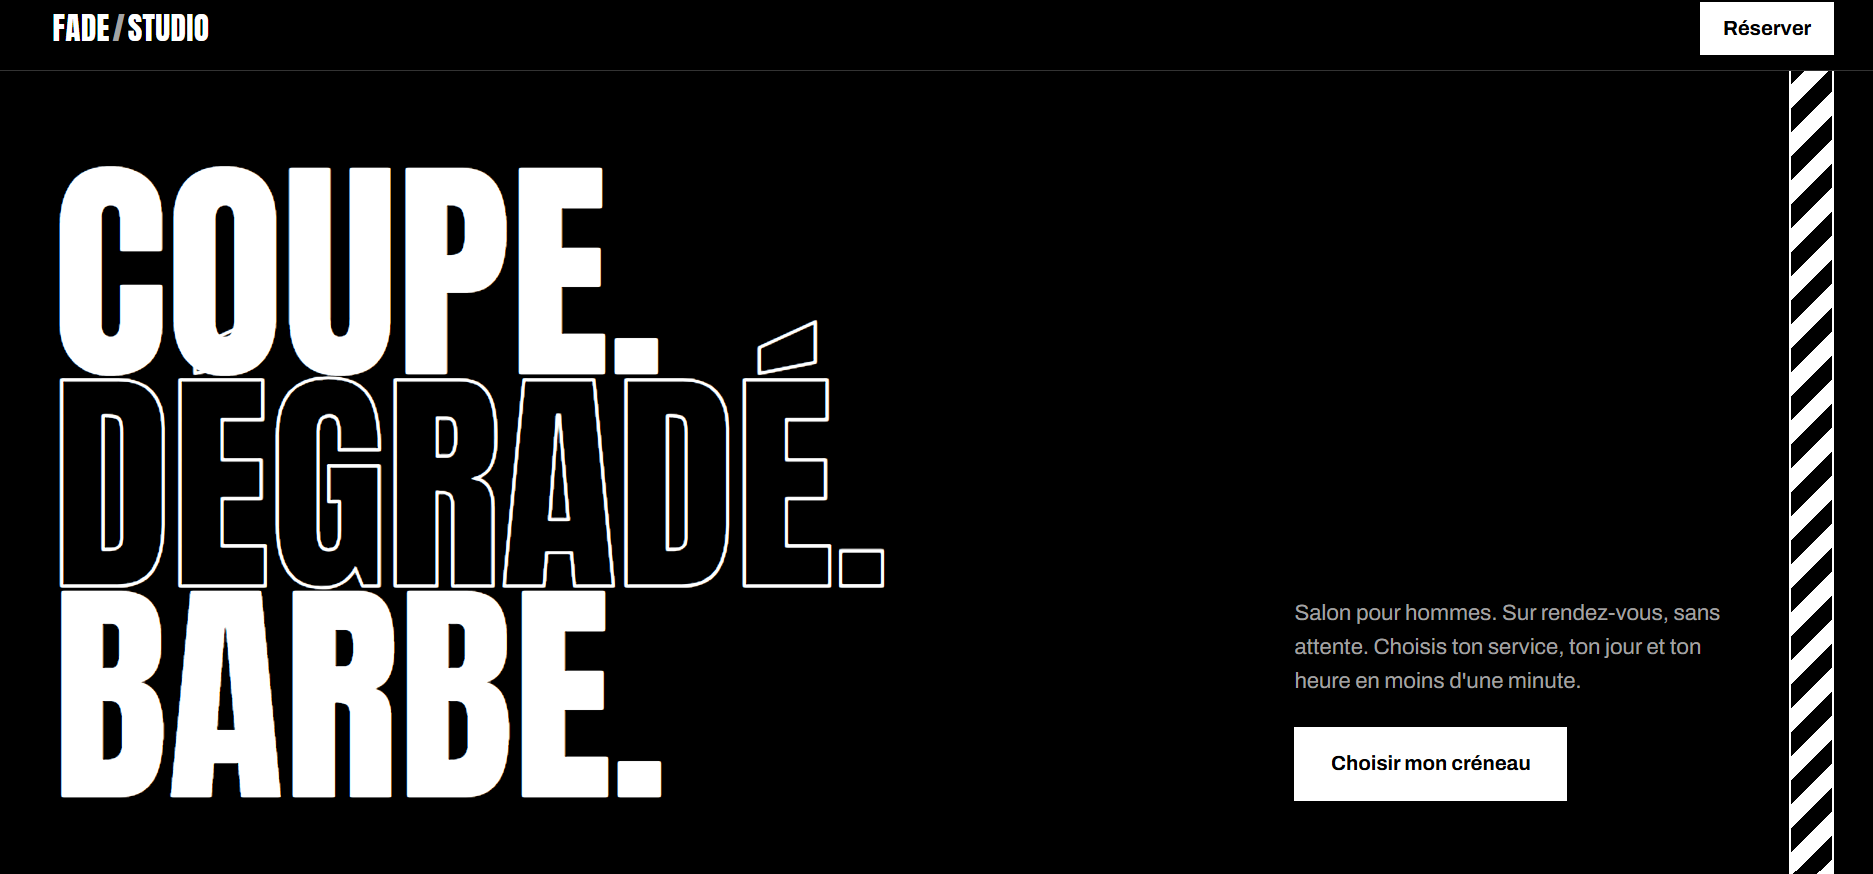 FADE/STUDIO
Réserver
COUPE.
DÉGRADÉ.
BARBE.
Salon pour hommes. Sur rendez-vous, sans
attente. Choisis ton service, ton jour et ton
heure en moins d'une minute.
Choisir mon créneau